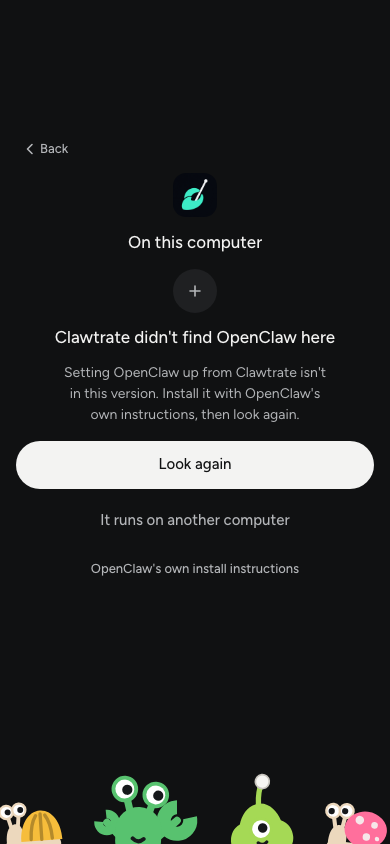 Back
On this computer
Clawtrate didn't find OpenClaw here
Setting OpenClaw up from Clawtrate isn't
in this version. Install it with OpenClaw's
own instructions, then look again.
Look again
It runs on another computer
OpenClaw's own install instructions